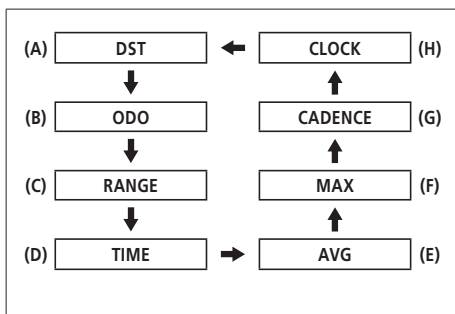 (A) DST CLOCK (H)
(B) ODO CADENCE (G)
(C) RANGE MAX (F)
(D) TIME AVG (E)